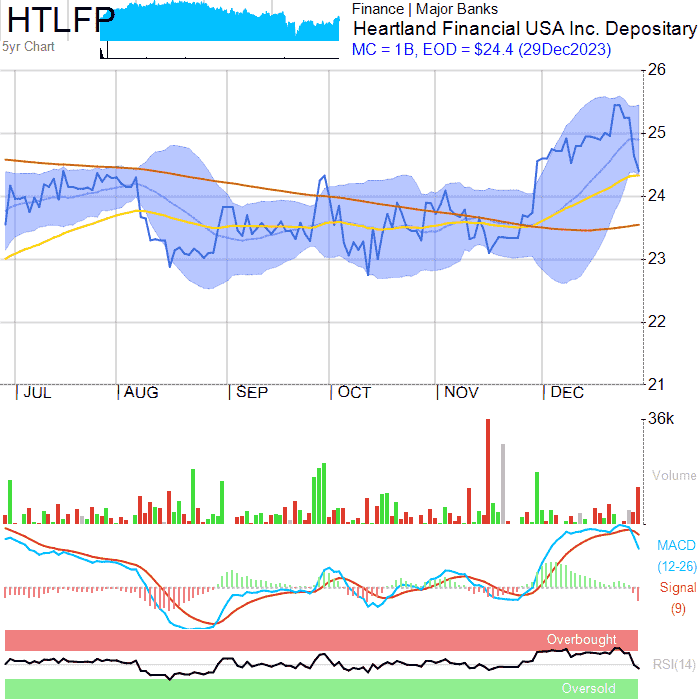 HTLFP
5yr Chart
Finance | Major Banks
Heartland Financial USA Inc. Depositary
MC = 1B, EOD = $24.4 (29Dec2023)
26
25
24
23
22
21
JUL AUG SEP OCT NOV DEC
36k
Volume
MACD
(12-26)
Signal
(9)
Overbought
RSI(14)
Oversold